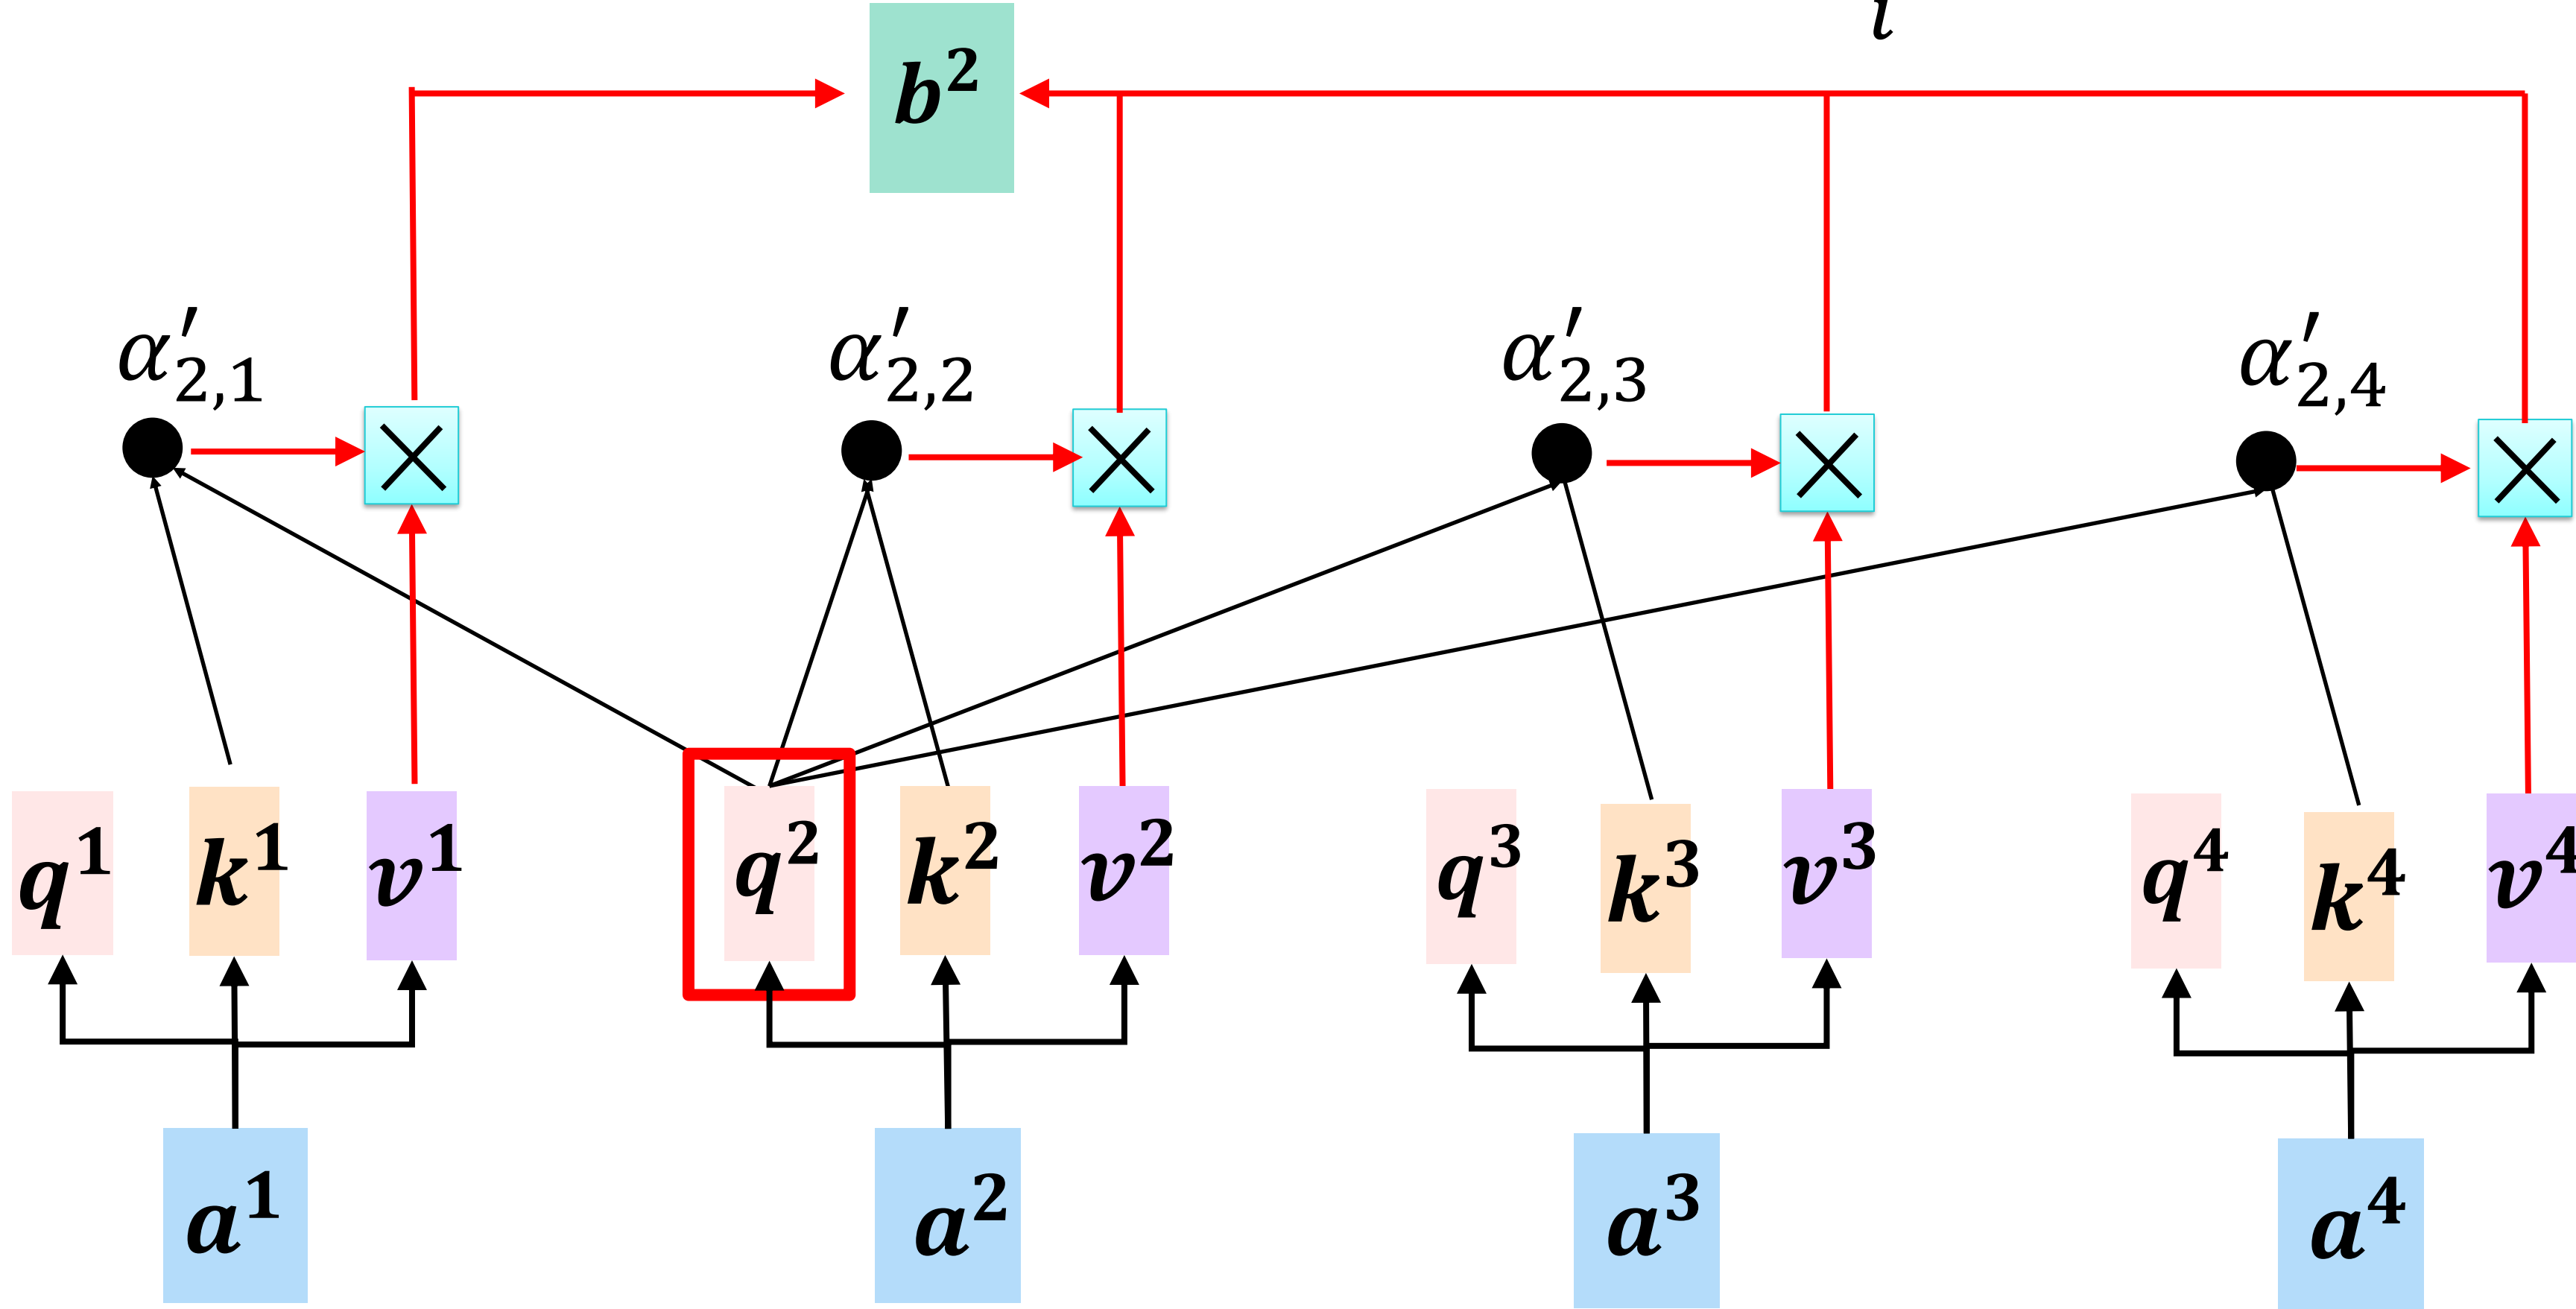 i
b²
α′2,1 α′2,2 α′2,3 α′2,4
q¹ k¹ v¹ q² k² v² q³ k³ v³ q⁴ k⁴ v⁴
a¹ a² a³ a⁴